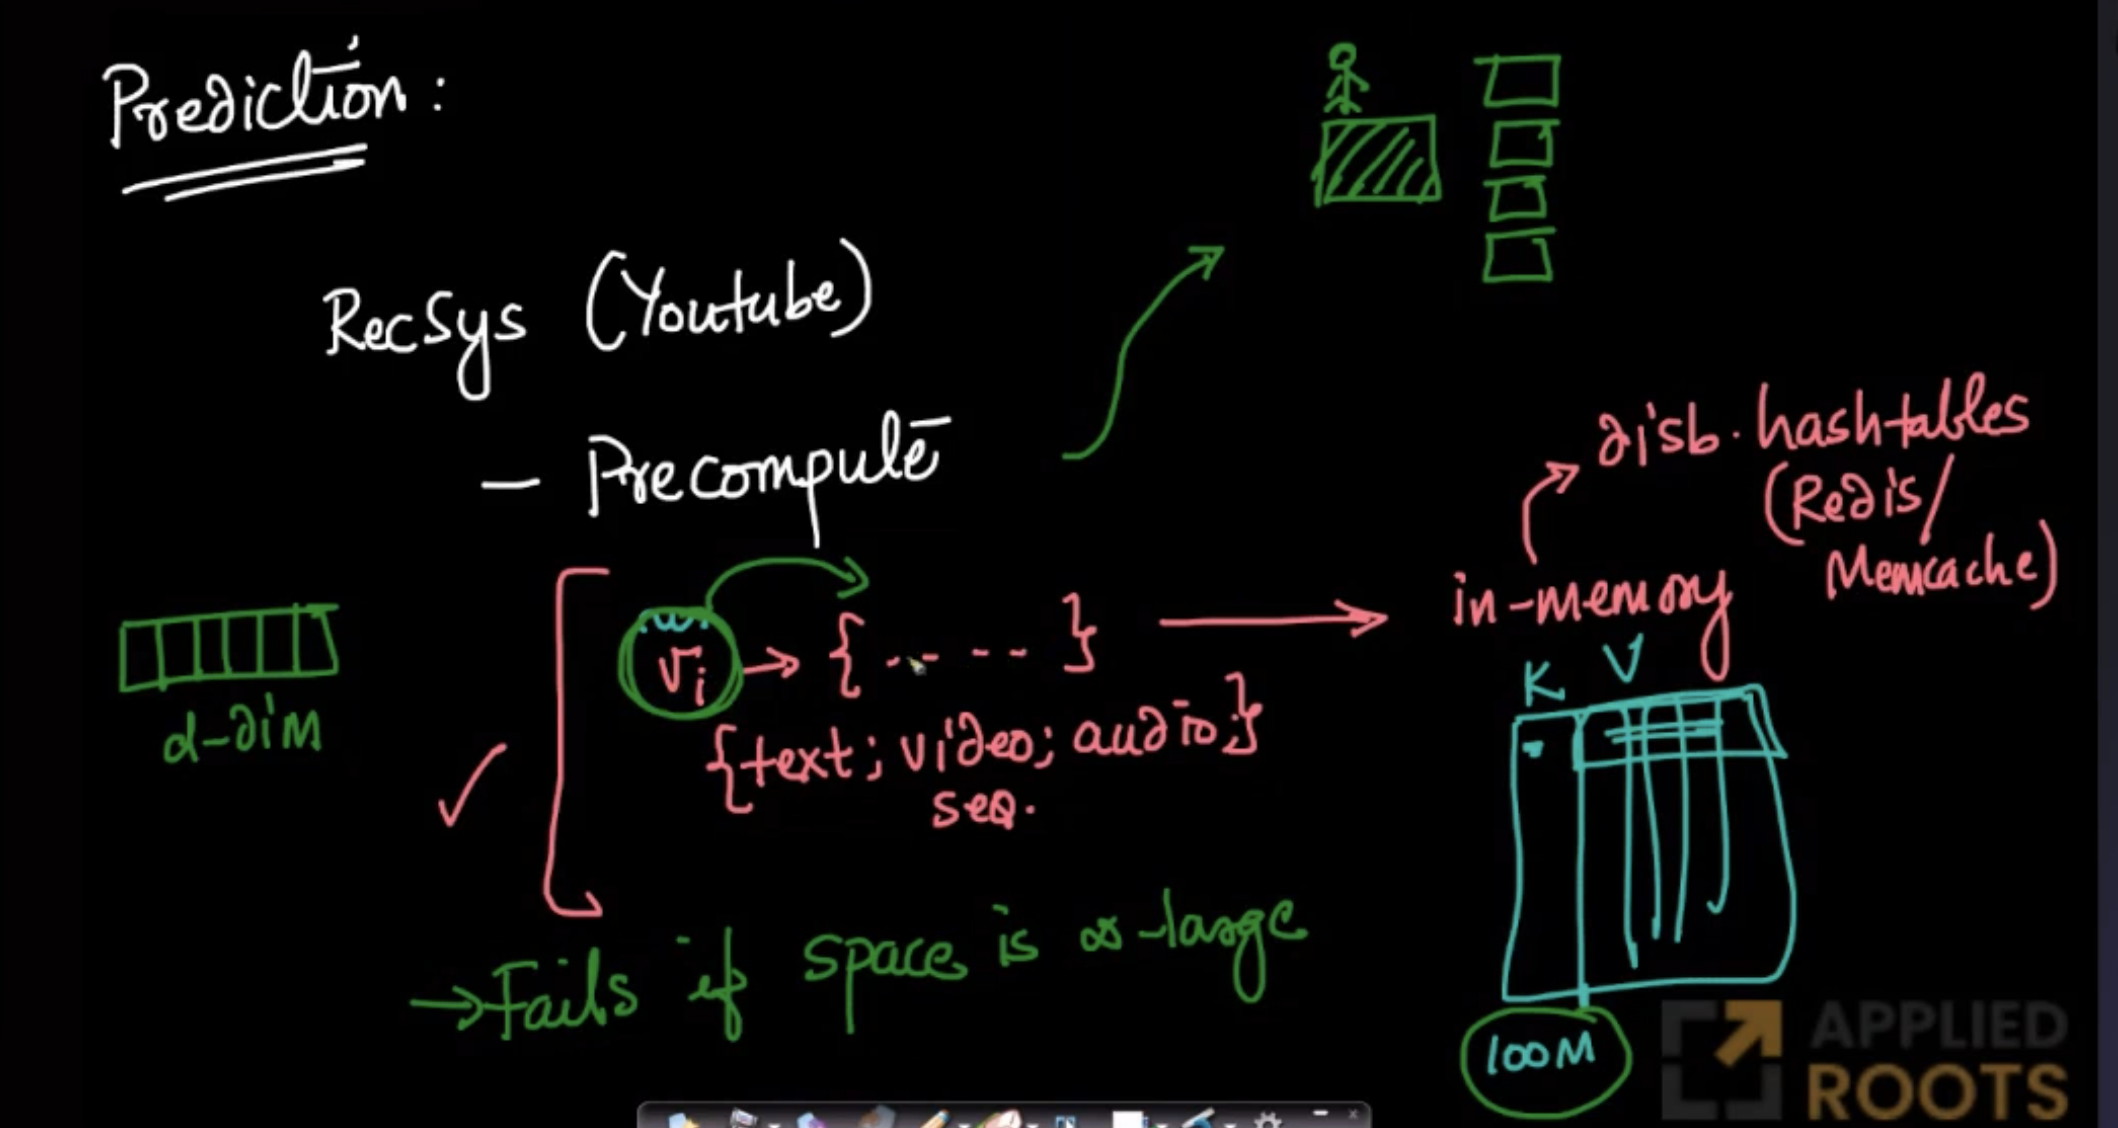 Prediction:
RecSys (Youtube)
- Precompute
disb. hashtables
(Redis/
Memcache)
in-memory
vi → { ----- }
{text; video; audio;}
seq.
d-dim
✓
K V
→ Fails if space is ∞-large
100M
APPLIED
ROOTS